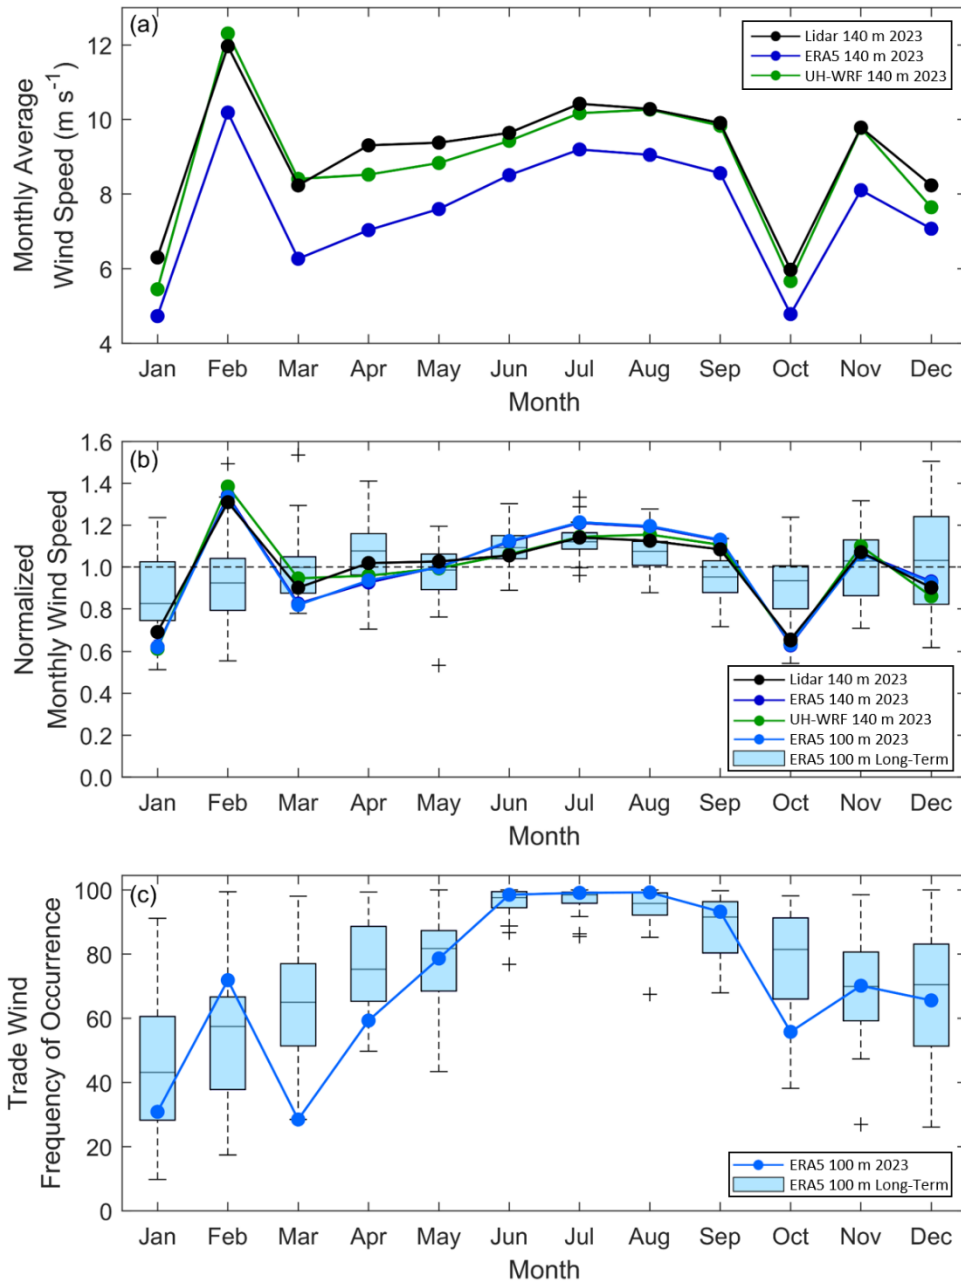 (a)
Lidar 140 m 2023
ERA5 140 m 2023
UH-WRF 140 m 2023
Monthly Average
Wind Speed (m s⁻¹)
12
10
8
6
4
Jan Feb Mar Apr May Jun Jul Aug Sep Oct Nov Dec
Month
(b)
Normalized
Monthly Wind Speed
1.6
1.4
1.2
1.0
0.8
0.6
0.4
0.2
0.0
Lidar 140 m 2023
ERA5 140 m 2023
UH-WRF 140 m 2023
ERA5 100 m 2023
ERA5 100 m Long-Term
Jan Feb Mar Apr May Jun Jul Aug Sep Oct Nov Dec
Month
(c)
Trade Wind
Frequency of Occurrence
100
80
60
40
20
0
ERA5 100 m 2023
ERA5 100 m Long-Term
Jan Feb Mar Apr May Jun Jul Aug Sep Oct Nov Dec
Month